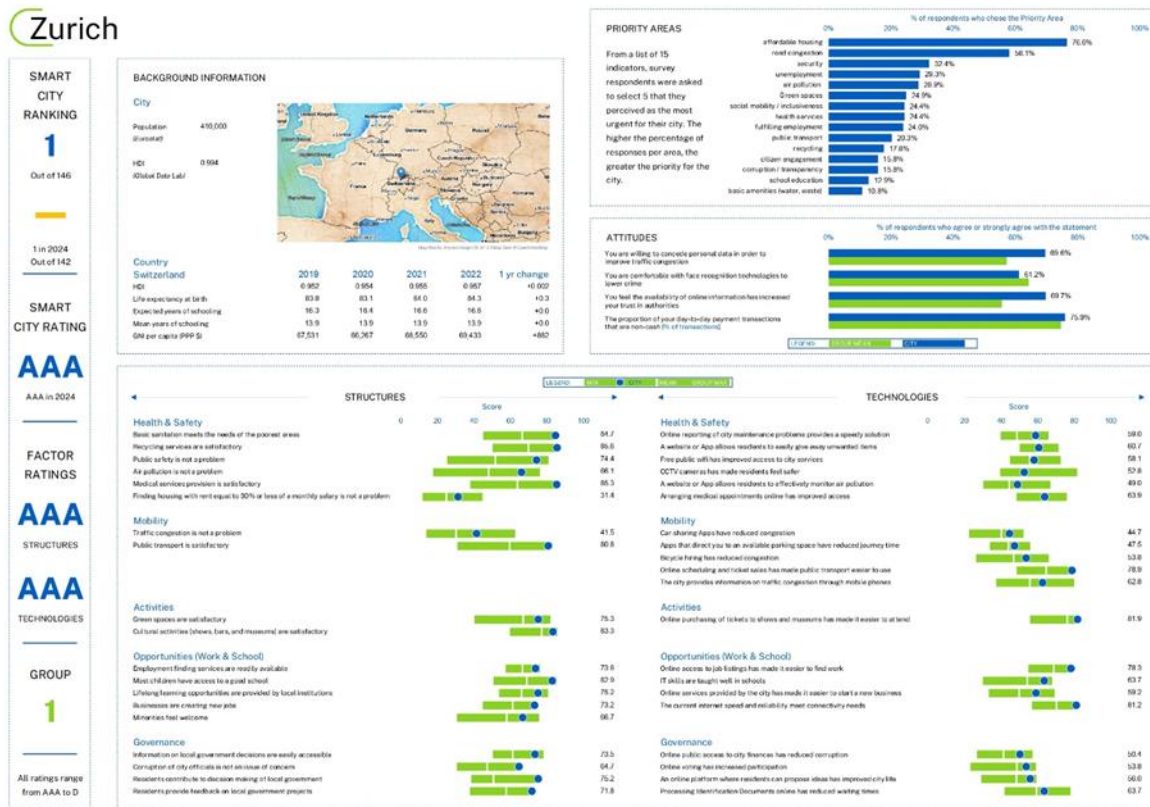 Zurich
SMART
CITY
RANKING
1
Out of 146
1 in 2024
Out of 142
SMART
CITY RATING
AAA
AAA in 2024
FACTOR
RATINGS
AAA
STRUCTURES
AAA
TECHNOLOGIES
GROUP
1
All ratings range
from AAA to D
BACKGROUND INFORMATION
City
Population 410,000
(Eurostat)
HDI 0.994
(Global Data Lab)
Country
Switzerland 2019 2020 2021 2022 1 yr change
HDI 0.952 0.954 0.955 0.957 +0.002
Life expectancy at birth 83.8 83.1 84.0 84.3 +0.3
Expected years of schooling 16.3 16.4 16.6 16.6 +0.0
Mean years of schooling 13.9 13.9 13.9 13.9 +0.0
GNI per capita (PPP $) 67,531 66,267 68,550 69,433 +882
PRIORITY AREAS
From a list of 15
indicators, survey
respondents were asked
to select 5 that they
perceived as the most
urgent for their city. The
higher the percentage of
responses per area, the
greater the priority for the
city.
% of respondents who chose the Priority Area
0% 20% 40% 60% 80% 100%
affordable housing 76.6%
road congestion 58.1%
security 32.4%
unemployment 29.3%
air pollution 28.9%
Green spaces 24.9%
social mobility / inclusiveness 24.4%
health services 24.4%
fulfilling employment 24.0%
public transport 20.3%
recycling 17.8%
citizen engagement 15.8%
corruption / transparency 15.8%
school education 12.9%
basic amenities (water, waste) 10.8%
ATTITUDES
% of respondents who agree or strongly agree with the statement
0% 20% 40% 60% 80% 100%
You are willing to concede personal data in order to
improve traffic congestion 69.6%
You are comfortable with face recognition technologies to
lower crime 61.2%
You feel the availability of online information has increased
your trust in authorities 69.7%
The proportion of your day-to-day payment transactions
that are non-cash (% of transactions) 75.9%
LEGEND: GROUP MEAN CITY
LEGEND: MIN CITY MEAN GROUP MAX
STRUCTURES
Score
0 20 40 60 80 100
Health & Safety
Basic sanitation meets the needs of the poorest areas 84.7
Recycling services are satisfactory 85.6
Public safety is not a problem 74.4
Air pollution is not a problem 66.1
Medical services provision is satisfactory 85.3
Finding housing with rent equal to 30% or less of a monthly salary is not a problem 31.4
Mobility
Traffic congestion is not a problem 41.5
Public transport is satisfactory 80.8
Activities
Green spaces are satisfactory 75.3
Cultural activities (shows, bars, and museums) are satisfactory 83.3
Opportunities (Work & School)
Employment finding services are readily available 73.8
Most children have access to a good school 82.9
Lifelong learning opportunities are provided by local institutions 75.2
Businesses are creating new jobs 73.2
Minorities feel welcome 66.7
Governance
Information on local government decisions are easily accessible 73.5
Corruption of city officials is not an issue of concern 64.7
Residents contribute to decision making of local government 75.2
Residents provide feedback on local government projects 71.8
TECHNOLOGIES
Score
0 20 40 60 80 100
Health & Safety
Online reporting of city maintenance problems provides a speedy solution 59.0
A website or App allows residents to easily give away unwanted items 60.7
Free public wifi has improved access to city services 58.1
CCTV cameras has made residents feel safer 52.8
A website or App allows residents to effectively monitor air pollution 49.0
Arranging medical appointments online has improved access 63.9
Mobility
Car sharing Apps have reduced congestion 44.7
Apps that direct you to an available parking space have reduced journey time 47.5
Bicycle hiring has reduced congestion 53.8
Online scheduling and ticket sales has made public transport easier to use 78.9
The city provides information on traffic congestion through mobile phones 62.8
Activities
Online purchasing of tickets to shows and museums has made it easier to attend 81.9
Opportunities (Work & School)
Online access to job listings has made it easier to find work 78.3
IT skills are taught well in schools 63.7
Online services provided by the city has made it easier to start a new business 59.2
The current internet speed and reliability meet connectivity needs 81.2
Governance
Online public access to city finances has reduced corruption 50.4
Online voting has increased participation 53.8
An online platform where residents can propose ideas has improved city life 56.0
Processing Identification Documents online has reduced waiting times 63.7